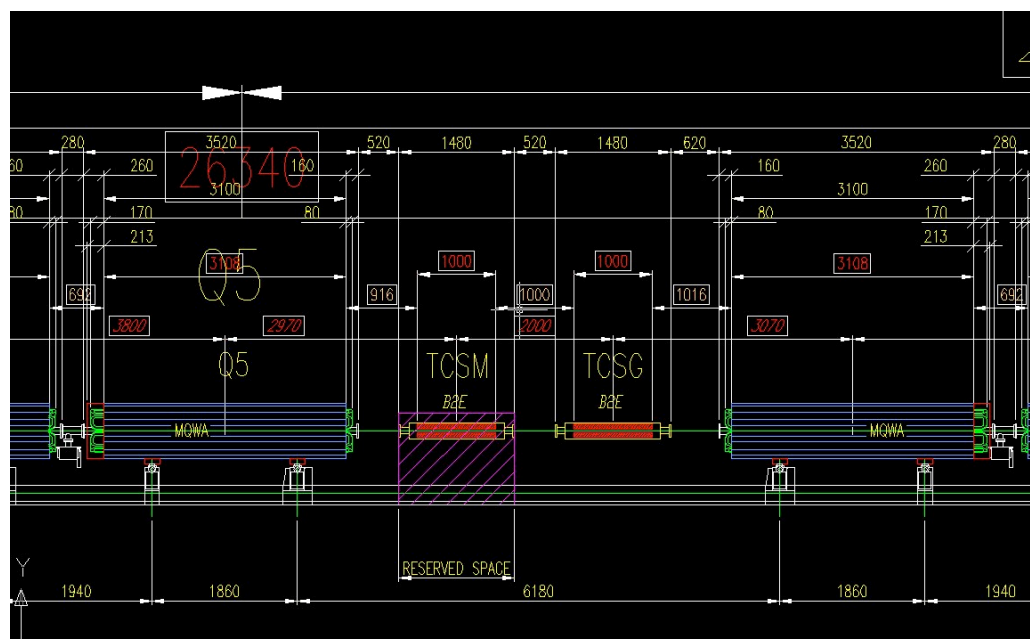 280 3520 520 1480 520 1480 620 3520 280
60 260 26340 160 160 260 60
3100 3100
80 170 80 80 170 80
213 213
Q5
3108 1000 1000 3108
692 916 1000 1016 692
3800 2970 2000 3070
Q5 TCSM TCSG
B2E B2E
MQWA MQWA
RESERVED SPACE
Y
1940 1860 6180 1860 1940